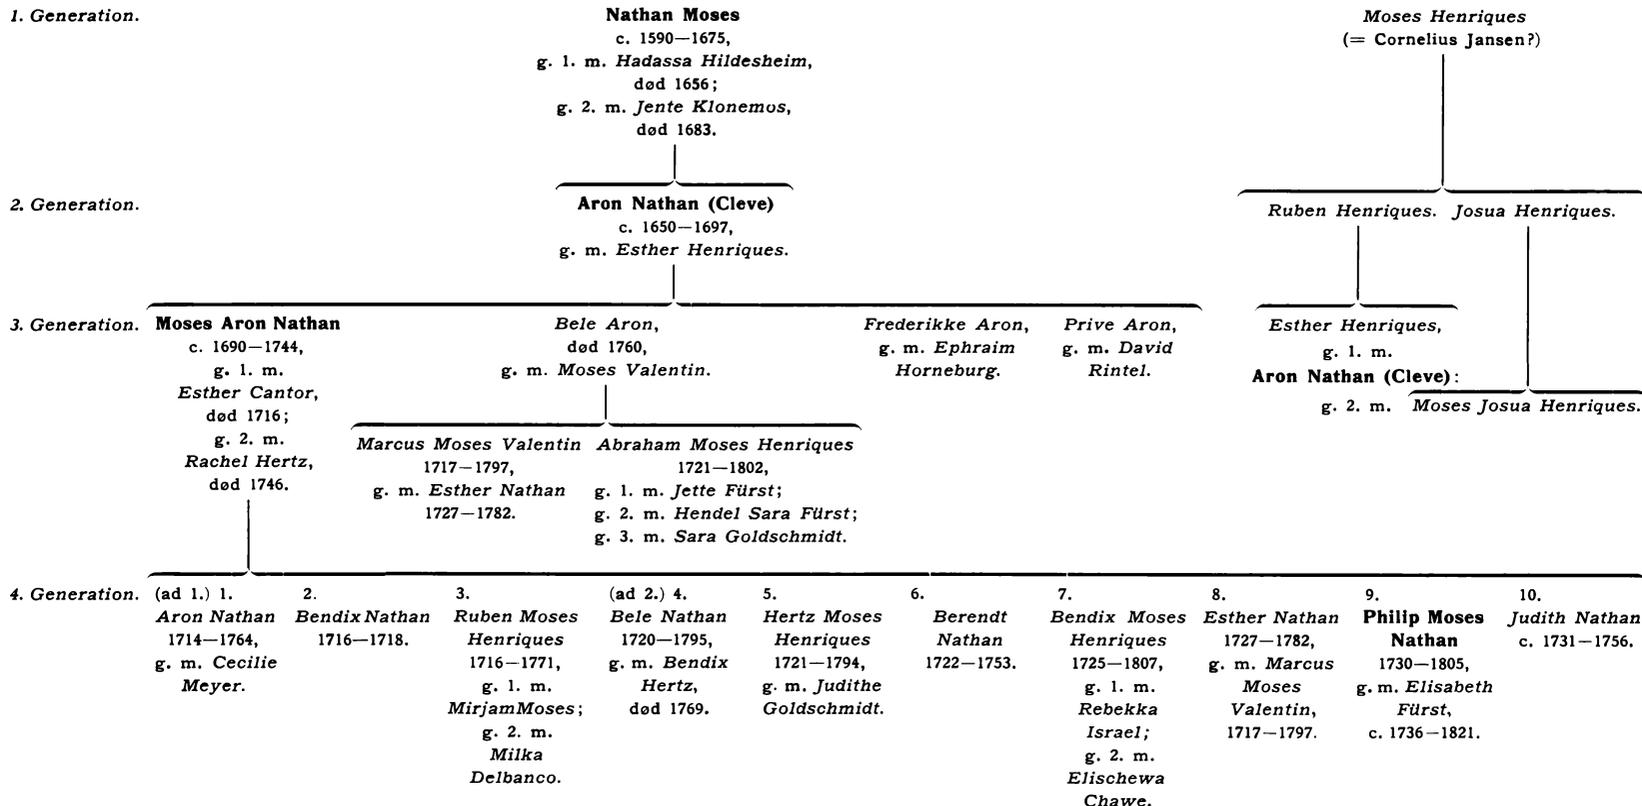 1. Generation.
Nathan Moses
c. 1590—1675,
g. 1. m. Hadassa Hildesheim,
død 1656;
g. 2. m. Jente Klonemos,
død 1683.
Moses Henriques
(= Cornelius Jansen?)
2. Generation.
Aron Nathan (Cleve)
c. 1650—1697,
g. m. Esther Henriques.
Ruben Henriques. Josua Henriques.
3. Generation.
Moses Aron Nathan
c. 1690—1744,
g. 1. m.
Esther Cantor,
død 1716;
g. 2. m.
Rachel Hertz,
død 1746.
Bele Aron,
død 1760,
g. m. Moses Valentin.
Frederikke Aron,
g. m. Ephraim
Horneburg.
Prive Aron,
g. m. David
Rintel.
Esther Henriques,
g. 1. m.
Aron Nathan (Cleve):
g. 2. m. Moses Josua Henriques.
Marcus Moses Valentin
1717—1797,
g. m. Esther Nathan
1727—1782.
Abraham Moses Henriques
1721—1802,
g. 1. m. Jette Fürst;
g. 2. m. Hendel Sara Fürst;
g. 3. m. Sara Goldschmidt.
4. Generation.
(ad 1.) 1.
Aron Nathan
1714—1764,
g. m. Cecilie
Meyer.
2.
Bendix Nathan
1716—1718.
3.
Ruben Moses
Henriques
1716—1771,
g. 1. m.
MirjamMoses;
g. 2. m.
Milka
Delbanco.
(ad 2.) 4.
Bele Nathan
1720—1795,
g. m. Bendix
Hertz,
død 1769.
5.
Hertz Moses
Henriques
1721—1794,
g. m. Judithe
Goldschmidt.
6.
Berendt
Nathan
1722—1753.
7.
Bendix Moses
Henriques
1725—1807,
g. 1. m.
Rebekka
Israel;
g. 2. m.
Elischewa
Chawe.
8.
Esther Nathan
1727—1782,
g. m. Marcus
Moses
Valentin,
1717—1797.
9.
Philip Moses
Nathan
1730—1805,
g. m. Elisabeth
Fürst,
c. 1736—1821.
10.
Judith Nathan
c. 1731—1756.